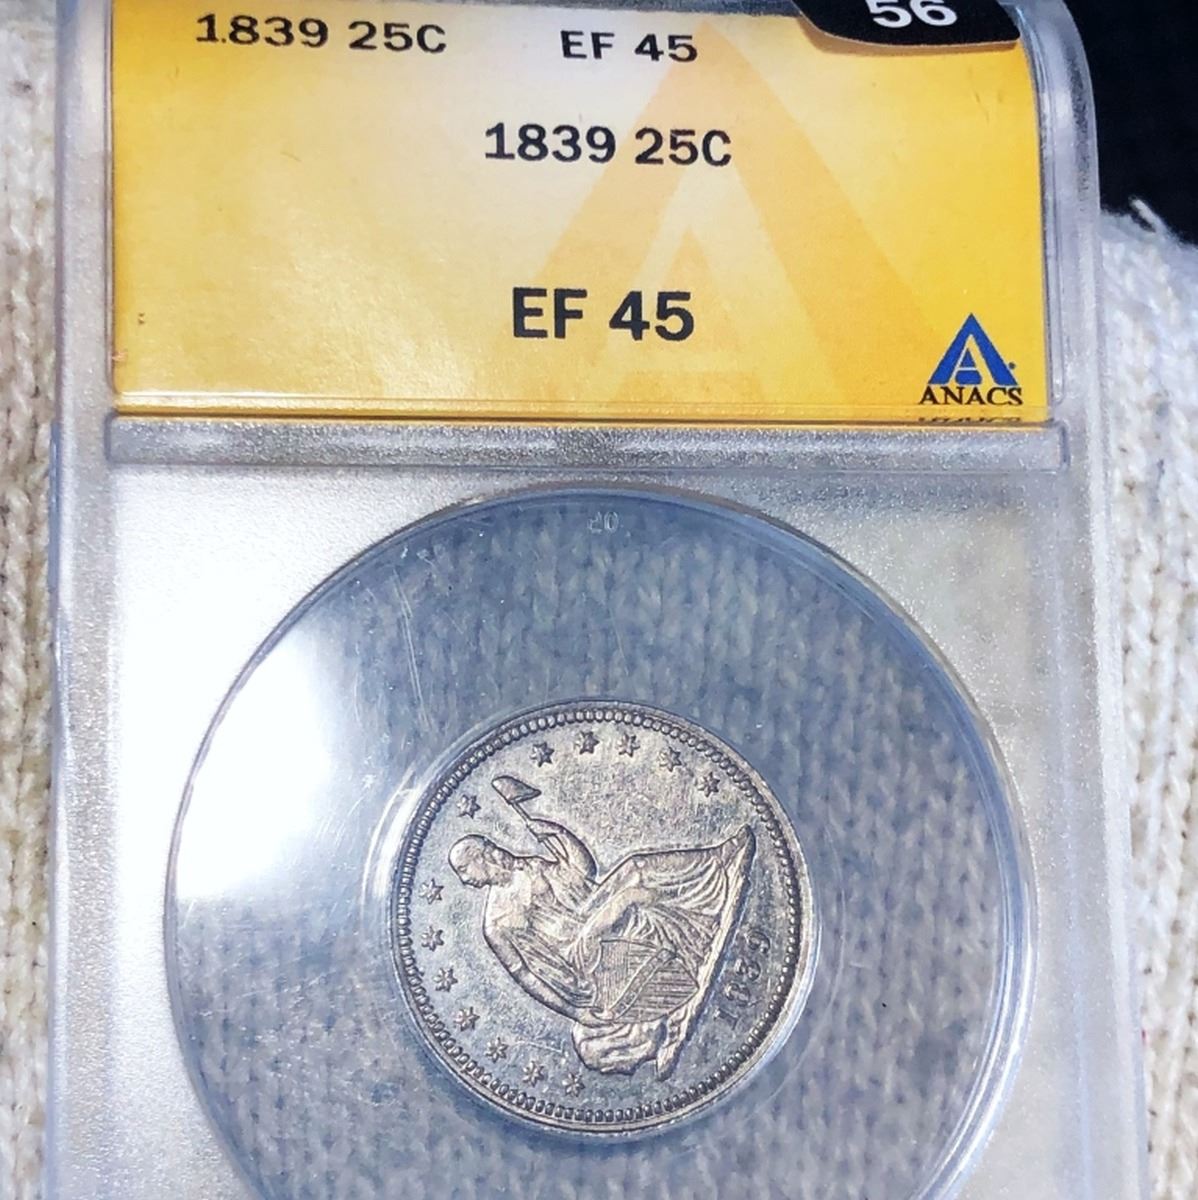 56
1839 25C EF 45
1839 25C
EF 45
ANACS
1839